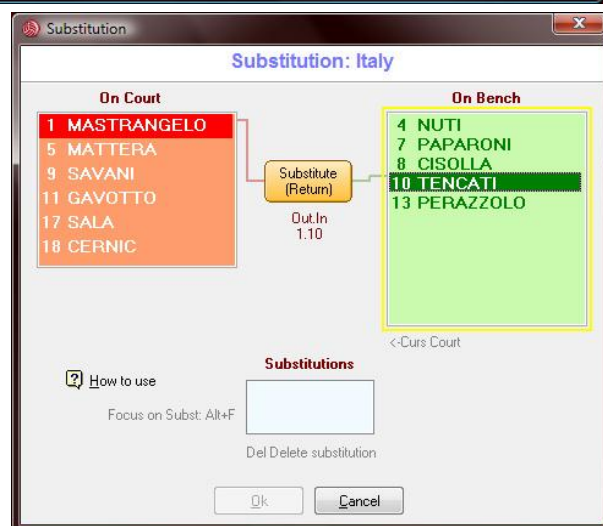 Substitution
Substitution: Italy
On Court
1 MASTRANGELO
5 MATTERA
9 SAVANI
11 GAVOTTO
17 SALA
18 CERNIC
Substitute
(Return)
Out.In
1.10
On Bench
4 NUTI
7 PAPARONI
8 CISOLLA
10 TENCATI
13 PERAZZOLO
<-Curs Court
How to use
Focus on Subst: Alt+F
Substitutions
Del Delete substitution
Ok
Cancel